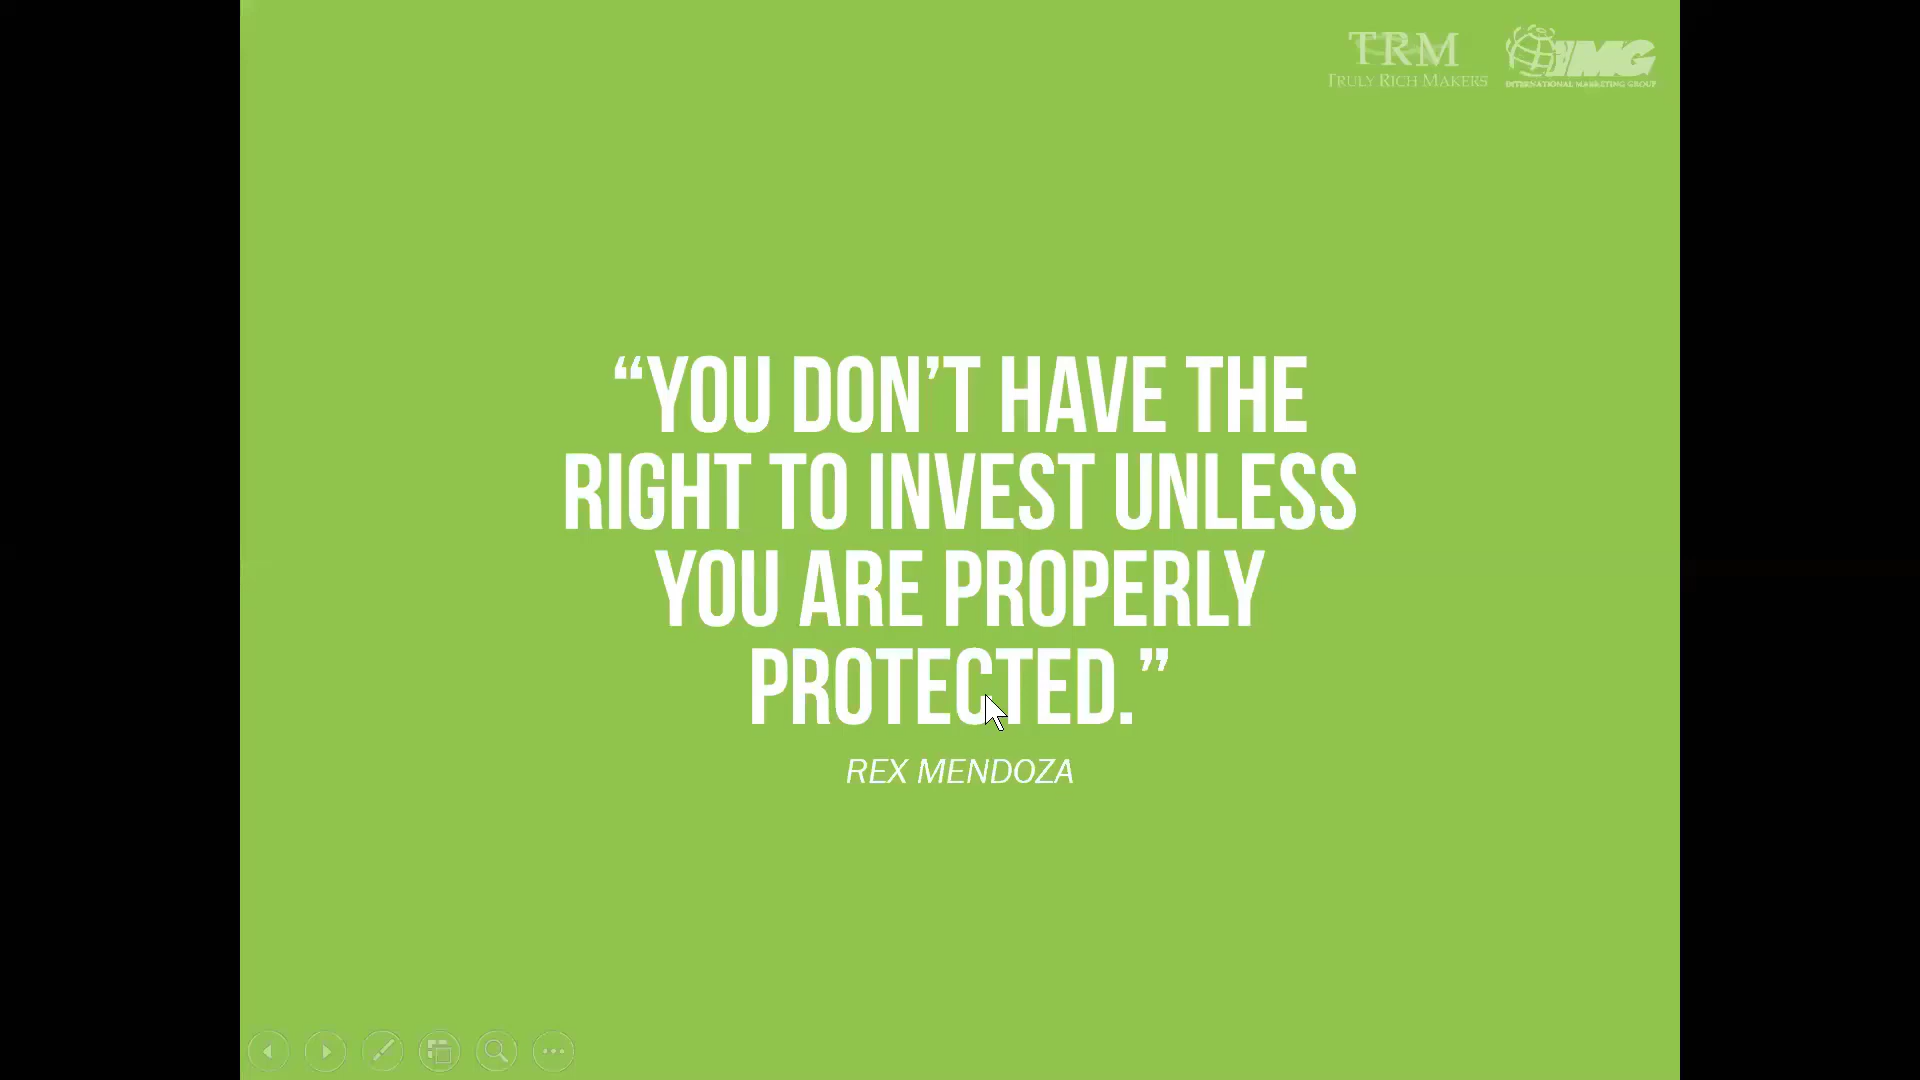 TRM
TRULY RICH MAKERS
IMG
INTERNATIONAL MARKETING GROUP
“YOU DON’T HAVE THE
RIGHT TO INVEST UNLESS
YOU ARE PROPERLY
PROTECTED.”
REX MENDOZA